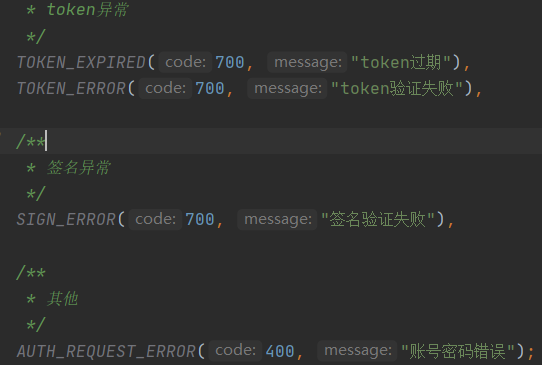 * token异常
*/
TOKEN_EXPIRED( code: 700, message: "token过期"),
TOKEN_ERROR( code: 700, message: "token验证失败"),
/**
* 签名异常
*/
SIGN_ERROR( code: 700, message: "签名验证失败"),
/**
* 其他
*/
AUTH_REQUEST_ERROR( code: 400, message: "账号密码错误");